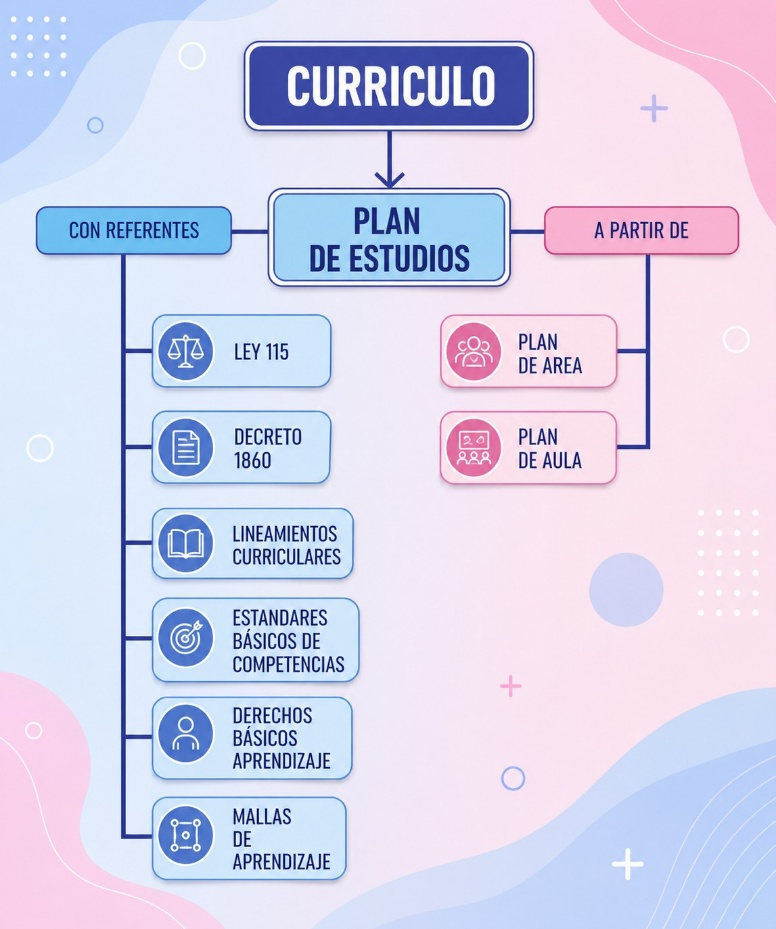 CURRICULO
PLAN
DE ESTUDIOS
CON REFERENTES
A PARTIR DE
LEY 115
DECRETO
1860
LINEAMIENTOS
CURRICULARES
ESTANDARES
BÁSICOS DE
COMPETENCIAS
DERECHOS
BÁSICOS
APRENDIZAJE
MALLAS
DE
APRENDIZAJE
PLAN
DE AREA
PLAN
DE AULA